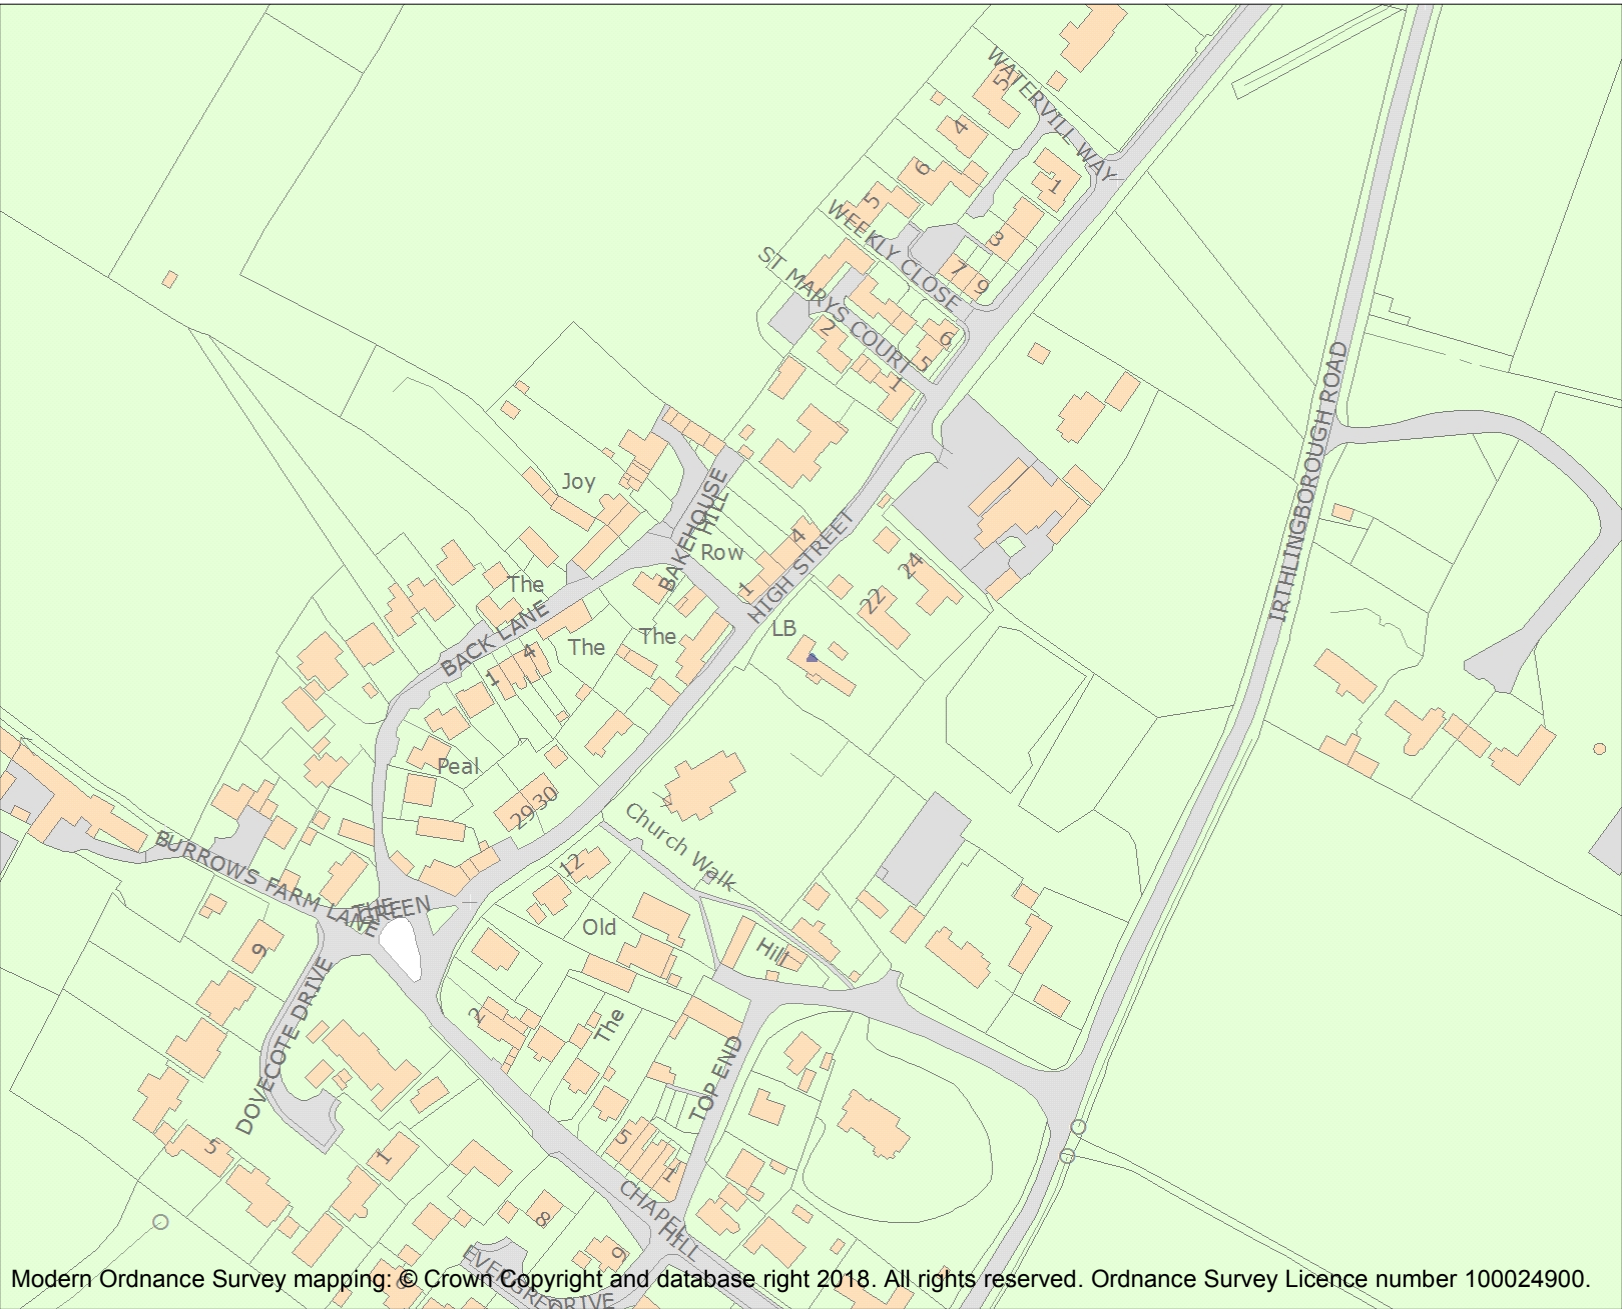 WATERVILL WAY
5
4
6
1
5
WEEKLY CLOSE
3
ST MARYS COURT
7
9
2
6
5
1
IRTHLINGBOROUGH ROAD
Joy
BAKEHOUSE
HILL
Row
4
HIGH STREET
1
24
22
The
BACK LANE
The
The
LB
4
1
Peal
29
30
Church Walk
BURROWS FARM LANE
12
THE
GREEN
Old
Hill
9
DOVECOTE DRIVE
2
The
TOP END
5
1
5
1
CHAPEL
HILL
8
9
Modern Ordnance Survey mapping: © Crown Copyright and database right 2018. All rights reserved. Ordnance Survey Licence number 100024900.
DRIVE